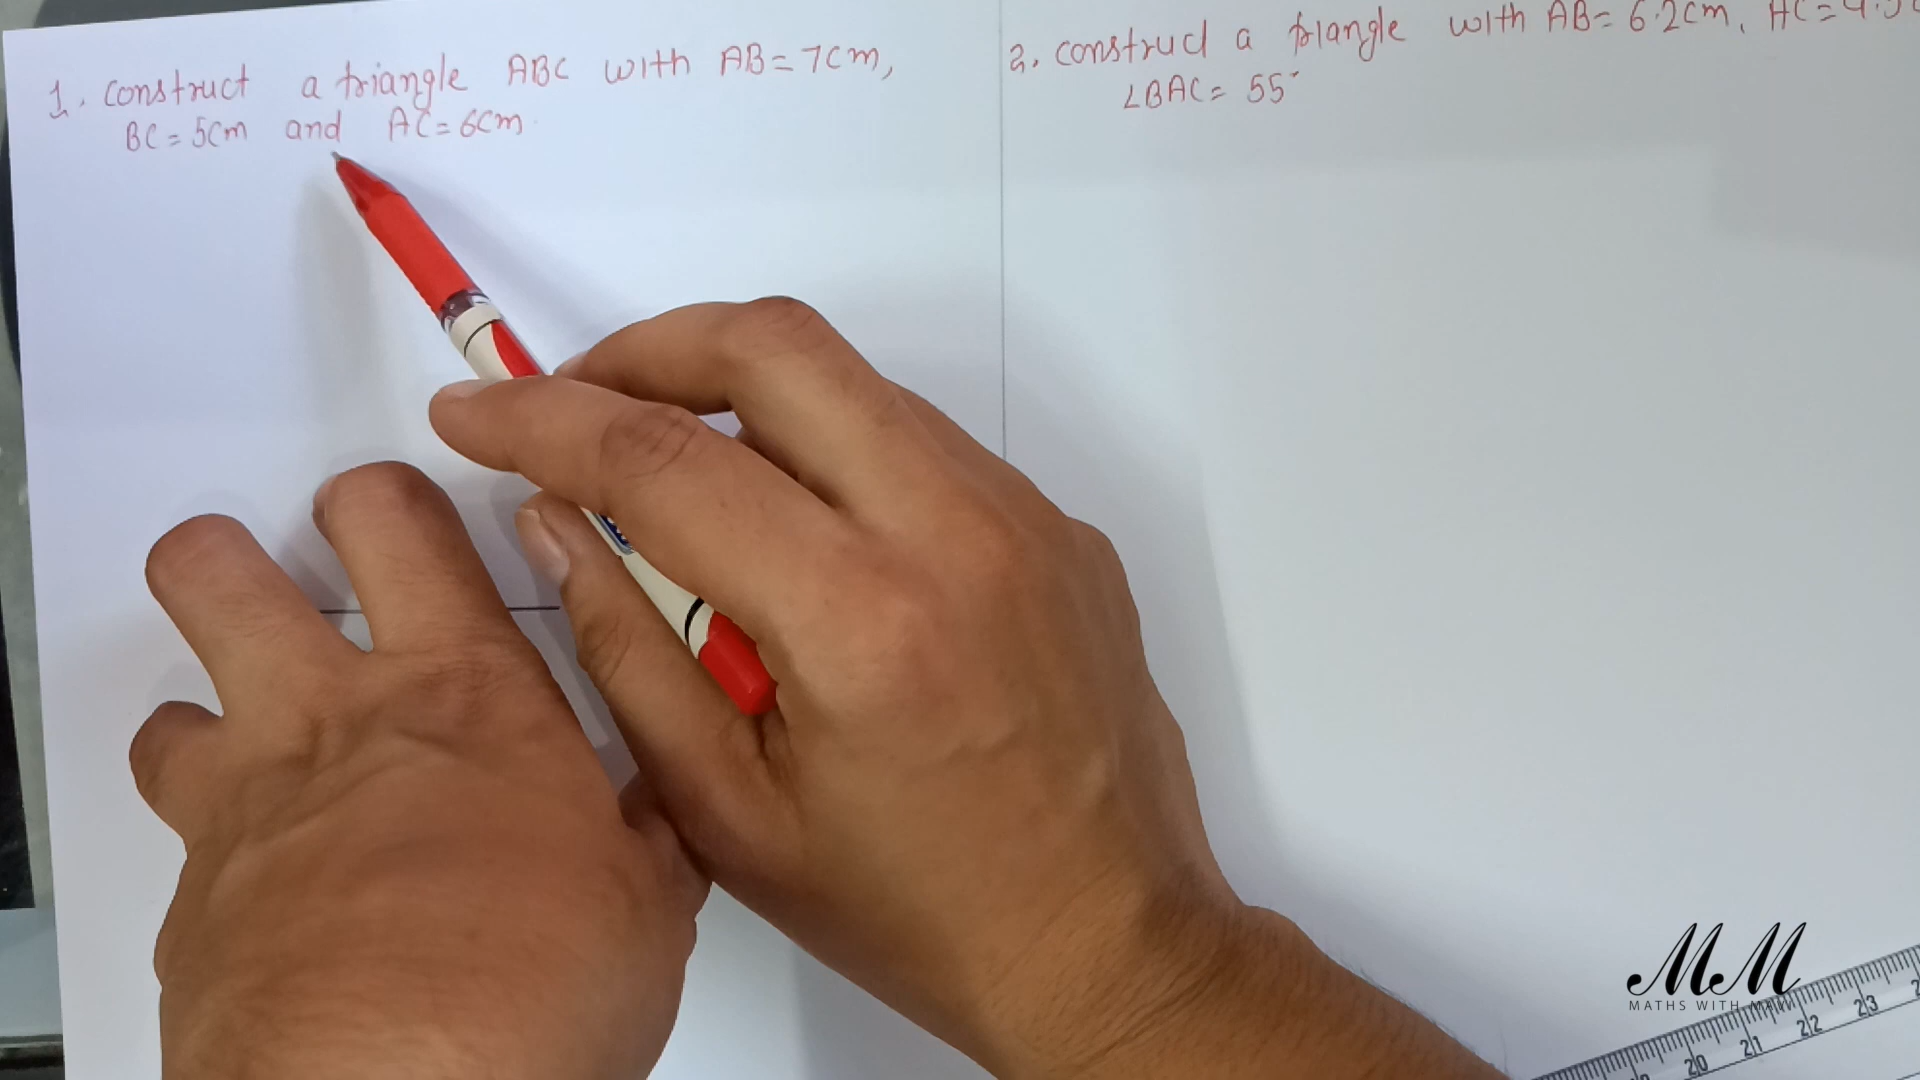 1. Construct a triangle ABC with AB = 7cm,
BC = 5cm and AC = 6cm.
2. Construct a triangle with AB = 6.2cm, AC =
∠BAC = 55°
MM
MATHS WITH
20 21 22 23